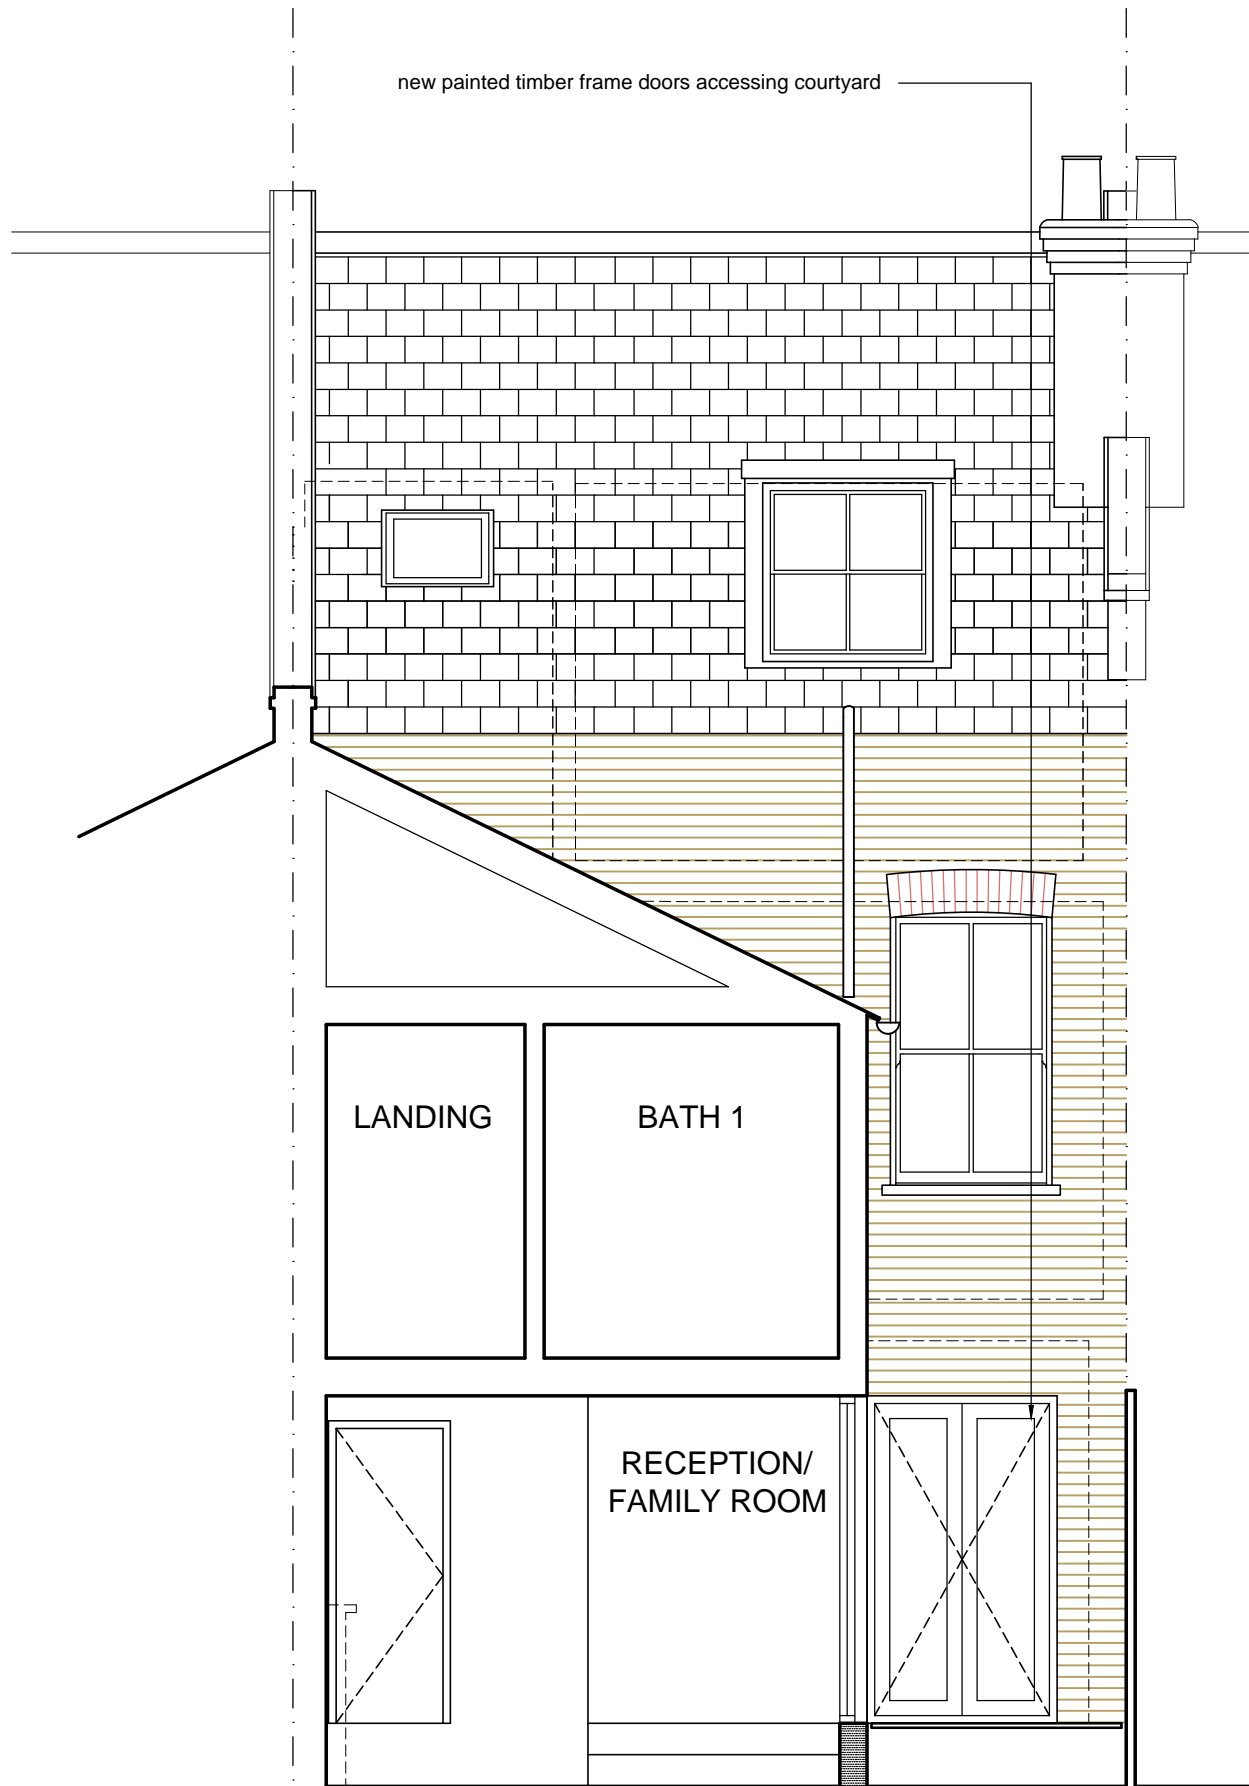 new painted timber frame doors accessing courtyard
LANDING
BATH 1
RECEPTION/
FAMILY ROOM